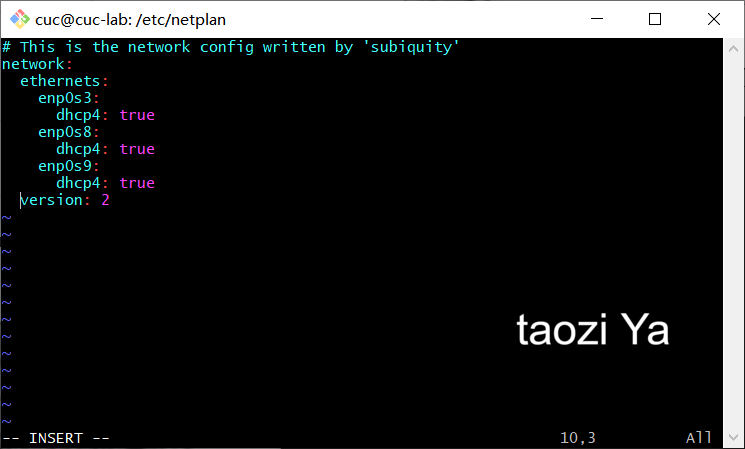 cuc@cuc-lab: /etc/netplan
# This is the network config written by 'subiquity'
network:
  ethernets:
    enp0s3:
      dhcp4: true
    enp0s8:
      dhcp4: true
    enp0s9:
      dhcp4: true
  version: 2
~
~
~
~
~
~
~
~
~
~
~
~
~
taozi Ya
-- INSERT -- 10,3 All